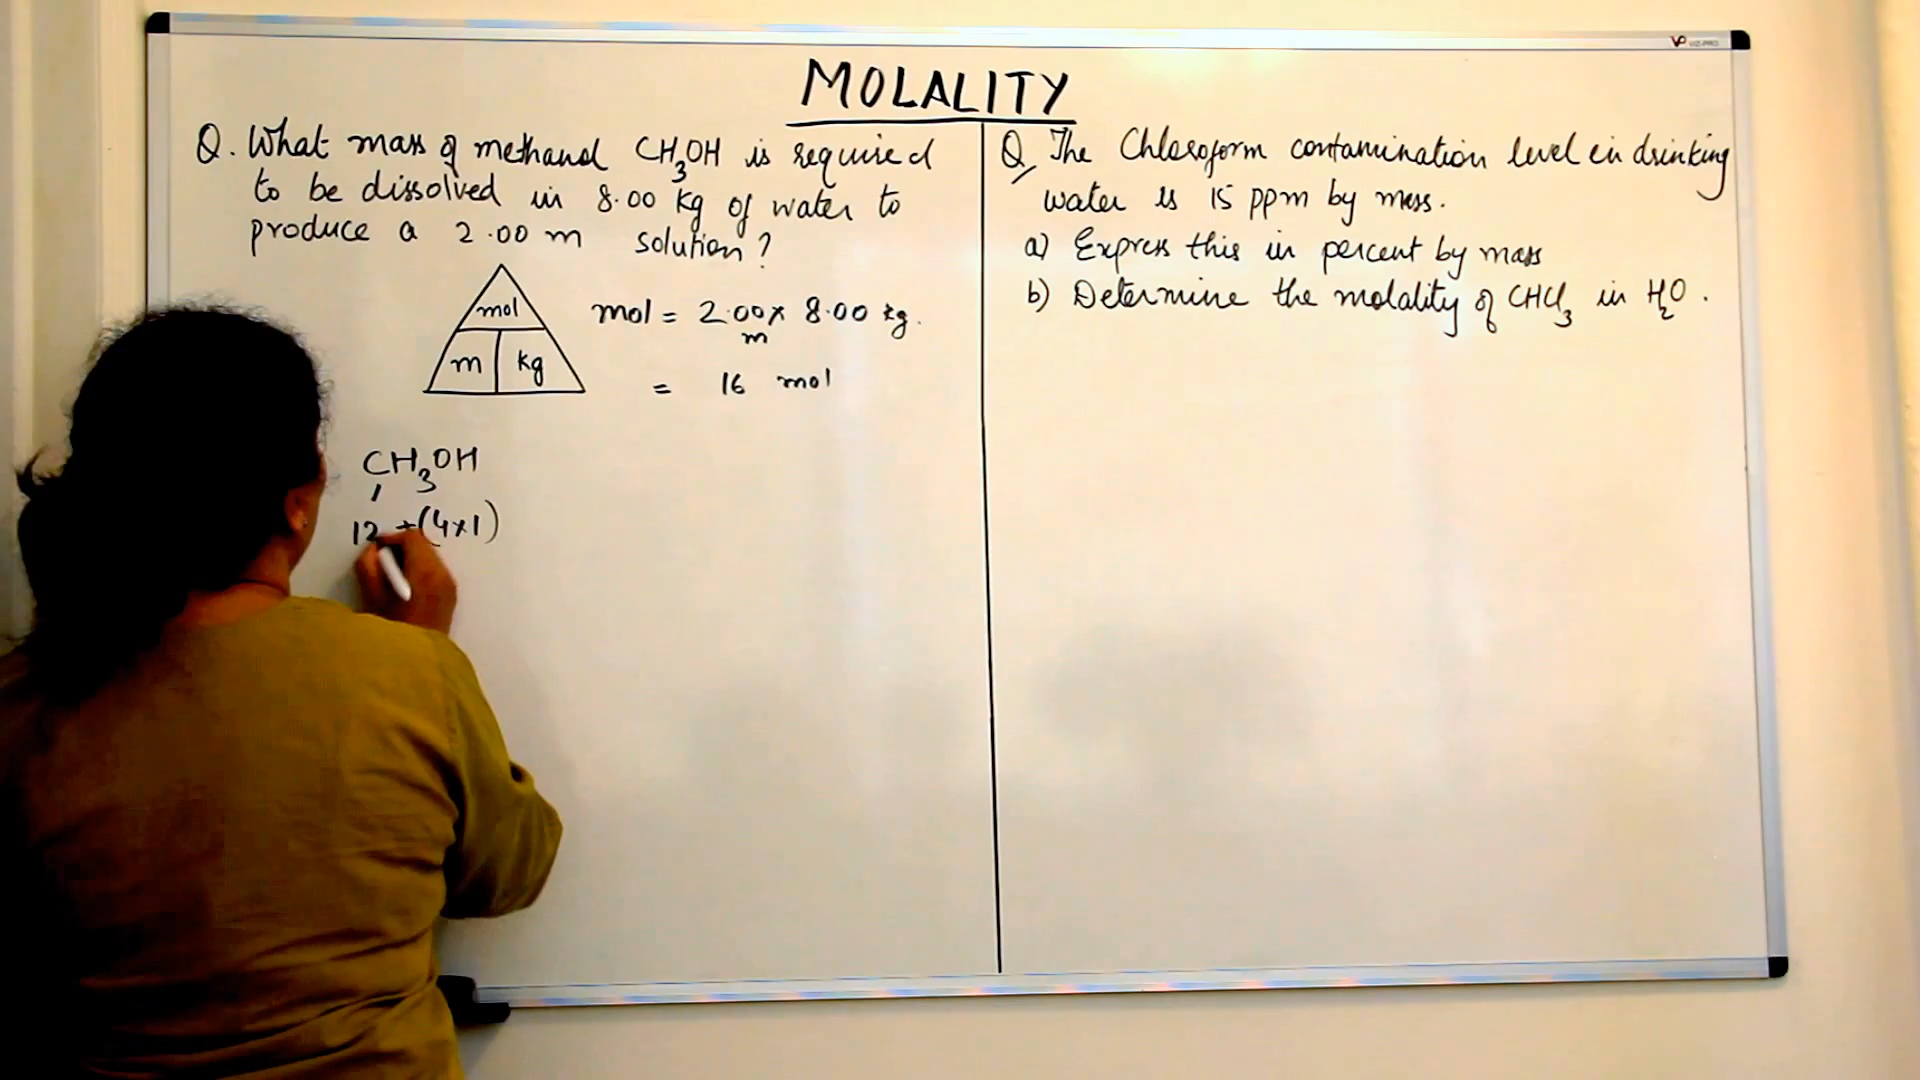 MOLALITY
Q. What mass of methanol CH₃OH is required
to be dissolved in 8.00 kg of water to
produce a 2.00 m solution?
mol
m kg
mol = 2.00 x 8.00 kg.
m
= 16 mol
CH₃OH
12 + (4x1)
Q, The Chloroform contamination level in drinking
water is 15 ppm by mass.
a) Express this in percent by mass
b) Determine the molality of CHCl₃ in H₂O.
VIZ-PRO